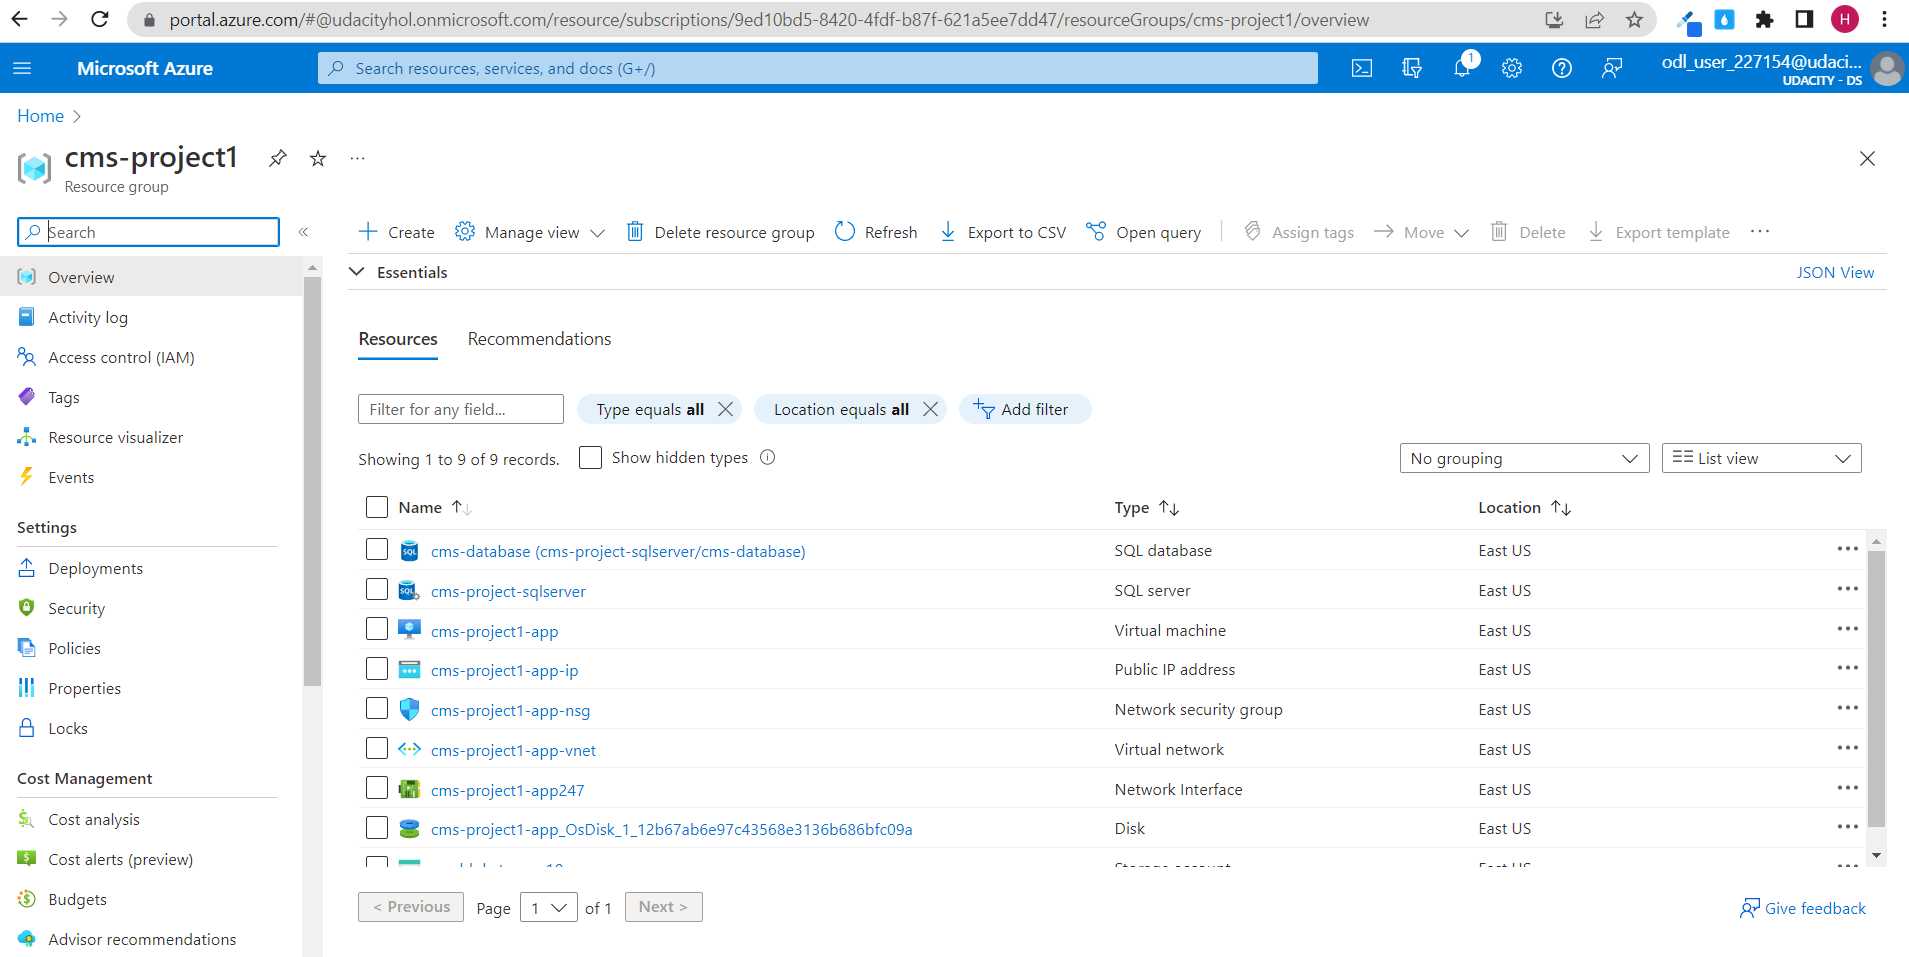 portal.azure.com/#@udacityhol.onmicrosoft.com/resource/subscriptions/9ed10bd5-8420-4fdf-b87f-621a5ee7dd47/resourceGroups/cms-project1/overview
H
Microsoft Azure
Search resources, services, and docs (G+/)
1
odl_user_227154@udaci...
UDACITY - DS
Home
cms-project1
Resource group
Search
Create
Manage view
Delete resource group
Refresh
Export to CSV
Open query
Assign tags
Move
Delete
Export template
Essentials
JSON View
Overview
Activity log
Access control (IAM)
Tags
Resource visualizer
Events
Settings
Deployments
Security
Policies
Properties
Locks
Cost Management
Cost analysis
Cost alerts (preview)
Budgets
Advisor recommendations
Resources Recommendations
Filter for any field...
Type equals all
Location equals all
Add filter
Showing 1 to 9 of 9 records.
Show hidden types
No grouping
List view
Name Type Location
cms-database (cms-project-sqlserver/cms-database) SQL database East US
cms-project-sqlserver SQL server East US
cms-project1-app Virtual machine East US
cms-project1-app-ip Public IP address East US
cms-project1-app-nsg Network security group East US
cms-project1-app-vnet Virtual network East US
cms-project1-app247 Network Interface East US
cms-project1-app_OsDisk_1_12b67ab6e97c43568e3136b686bfc09a Disk East US
Storage account East US
< Previous Page 1 of 1 Next >
Give feedback